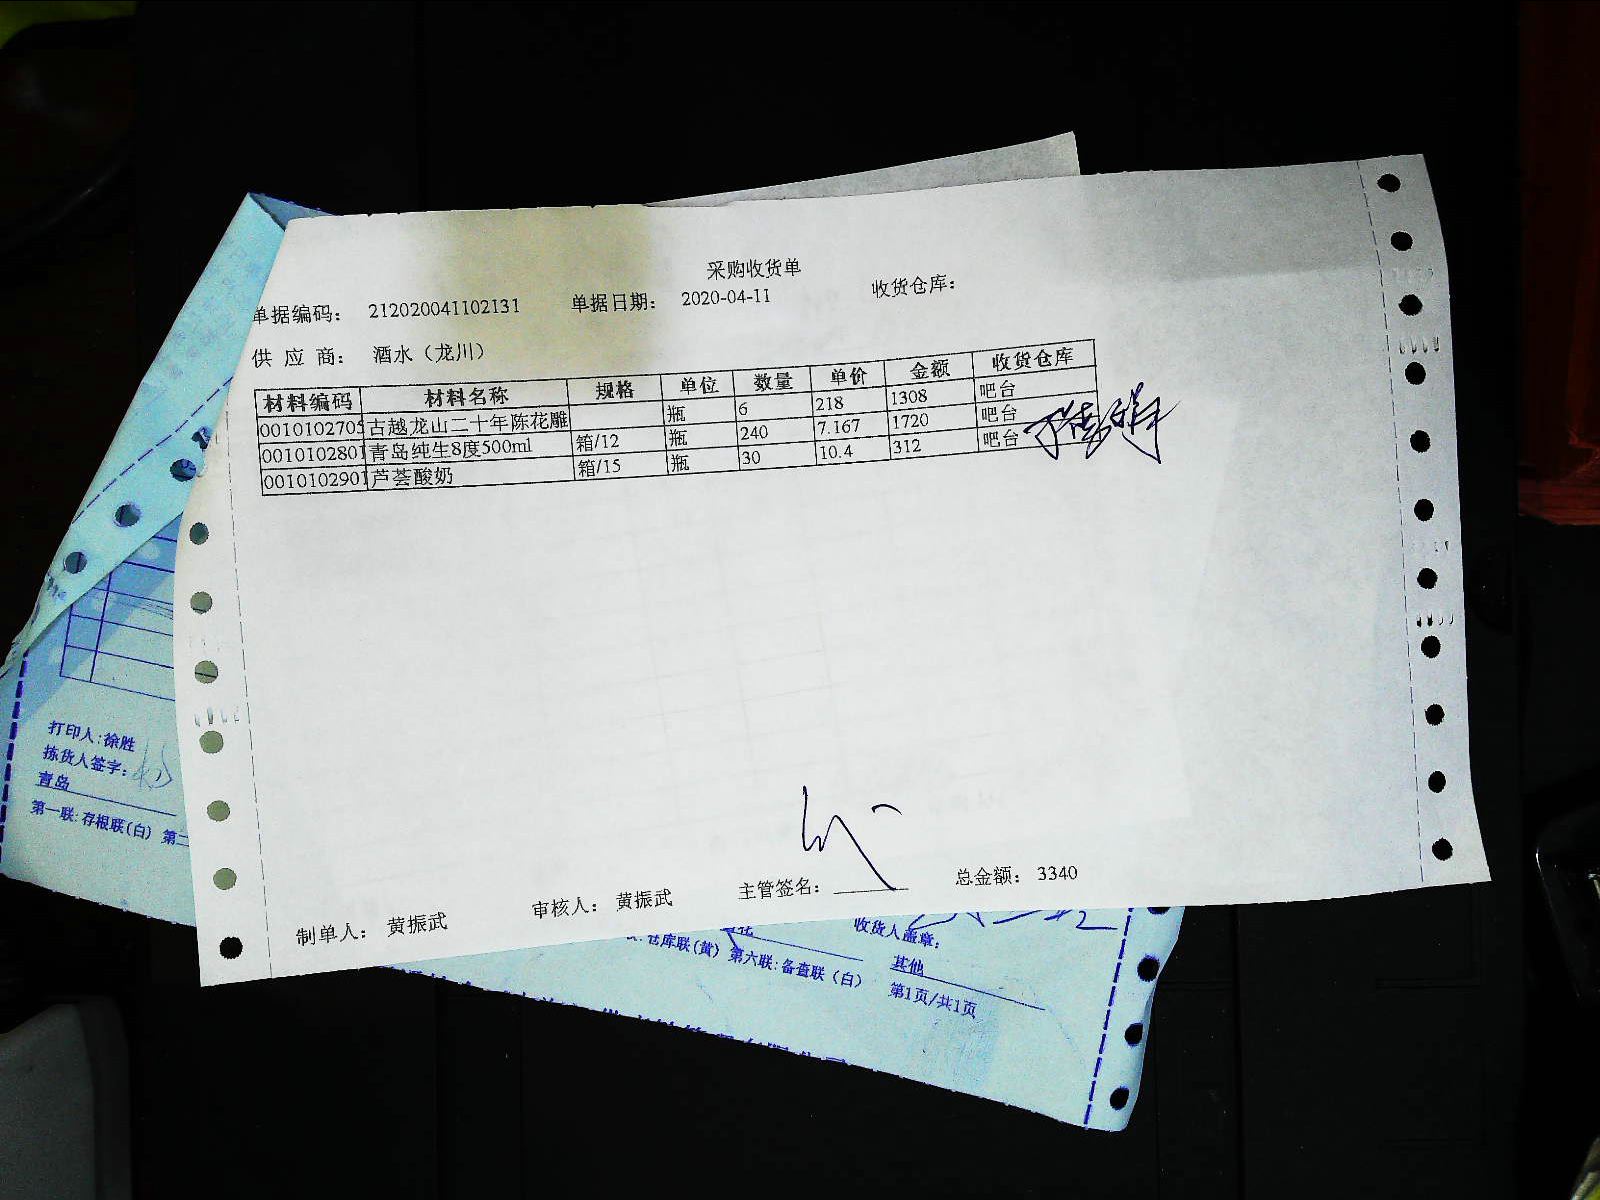 采购收货单
单据编码： 212020041102131 单据日期： 2020-04-11 收货仓库：
供 应 商： 酒水（龙川）
材料编码 材料名称 规格 单位 数量 单价 金额 收货仓库
0010102705 古越龙山二十年陈花雕 瓶 6 218 1308 吧台
0010102801 青岛纯生8度500ml 箱/12 瓶 240 7.167 1720 吧台
0010102901 芦荟酸奶 箱/15 瓶 30 10.4 312 吧台
制单人： 黄振武 审核人： 黄振武 主管签名： 总金额： 3340
打印人:徐胜
拣货人签字:
青岛
第一联:存根联(白) 第二
仓库联(黄) 第六联:备查联(白)
收货人盖章:
其他
第1页/共1页